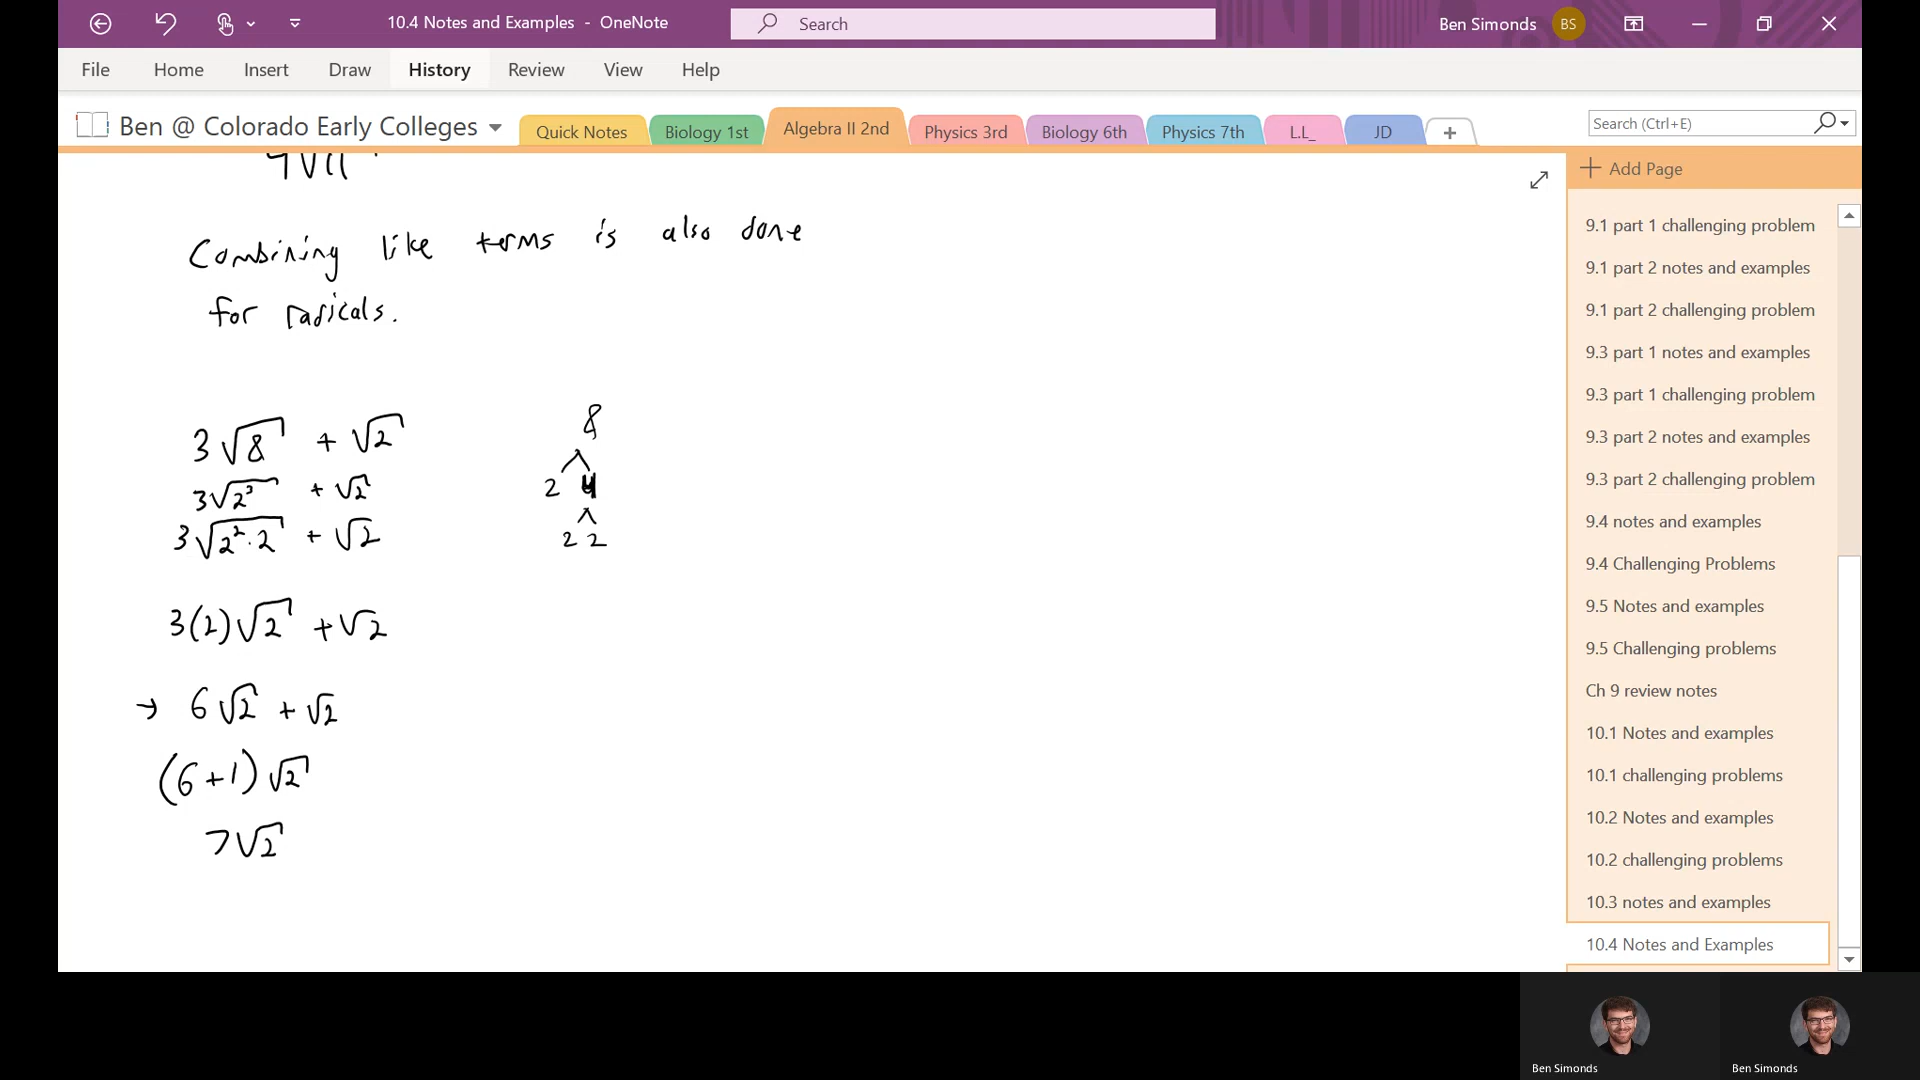 10.4 Notes and Examples - OneNote
Search
Ben Simonds BS
File Home Insert Draw History Review View Help
Ben @ Colorado Early Colleges
Quick Notes Biology 1st Algebra II 2nd Physics 3rd Biology 6th Physics 7th L.L_ JD +
Search (Ctrl+E)
Combining like terms is also done
for radicals.
3√8 + √2
3√2³ + √2
3√2²·2 + √2
3(2)√2 + √2
→ 6√2 + √2
(6+1)√2
7√2
8
2 4
2 2
Add Page
9.1 part 1 challenging problem
9.1 part 2 notes and examples
9.1 part 2 challenging problem
9.3 part 1 notes and examples
9.3 part 1 challenging problem
9.3 part 2 notes and examples
9.3 part 2 challenging problem
9.4 notes and examples
9.4 Challenging Problems
9.5 Notes and examples
9.5 Challenging problems
Ch 9 review notes
10.1 Notes and examples
10.1 challenging problems
10.2 Notes and examples
10.2 challenging problems
10.3 notes and examples
10.4 Notes and Examples
Ben Simonds
Ben Simonds